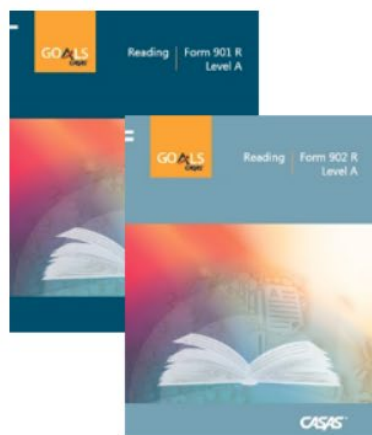 GOALS
CASAS
Reading | Form 901 R
Level A
GOALS
CASAS
Reading | Form 902 R
Level A
CASAS